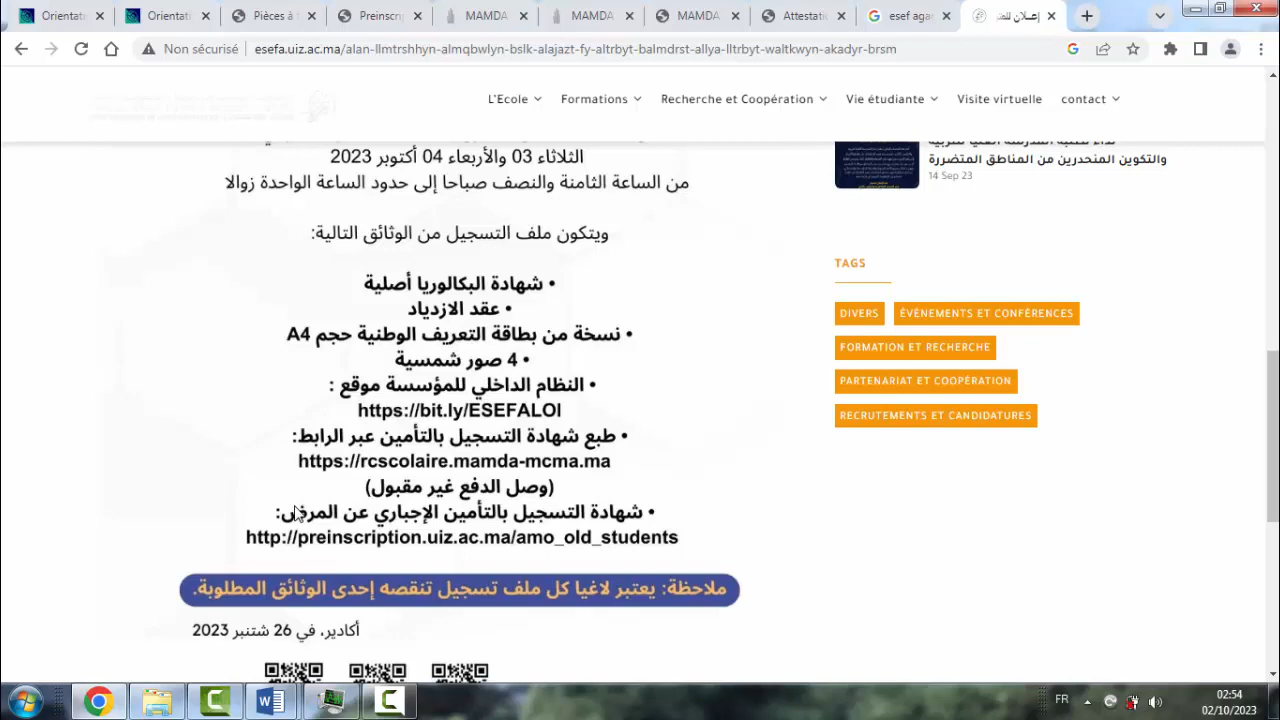 Orientati
Orientati
Pièces à
Preinscri
MAMDA
MAMDA
MAMDA
Attestatio
esef agad
إعلان للمتر
Non sécurisé
esefa.uiz.ac.ma/alan-llmtrshhyn-almqbwlyn-bslk-alajazt-fy-altrbyt-balmdrst-allya-lltrbyt-waltkwyn-akadyr-brsm
L'Ecole
Formations
Recherche et Coopération
Vie étudiante
Visite virtuelle
contact
الثلاثاء 03 والأربعاء 04 أكتوبر 2023
من الساعة الثامنة والنصف صباحا إلى حدود الساعة الواحدة زوالا
ويتكون ملف التسجيل من الوثائق التالية:
• شهادة البكالوريا أصلية
• عقد الازدياد
• نسخة من بطاقة التعريف الوطنية حجم A4
• 4 صور شمسية
• النظام الداخلي للمؤسسة موقع :
https://bit.ly/ESEFALOI
• طبع شهادة التسجيل بالتأمين عبر الرابط:
https://rcscolaire.mamda-mcma.ma
(وصل الدفع غير مقبول)
• شهادة التسجيل بالتأمين الإجباري عن المرض:
http://preinscription.uiz.ac.ma/amo_old_students
ملاحظة: يعتبر لاغيا كل ملف تسجيل تنقصه إحدى الوثائق المطلوبة.
أكادير، في 26 شتنبر 2023
والتكوين المنحدرين من المناطق المتضررة
14 Sep 23
TAGS
DIVERS
ÉVÉNEMENTS ET CONFÉRENCES
FORMATION ET RECHERCHE
PARTENARIAT ET COOPÉRATION
RECRUTEMENTS ET CANDIDATURES
FR
02:54
02/10/2023